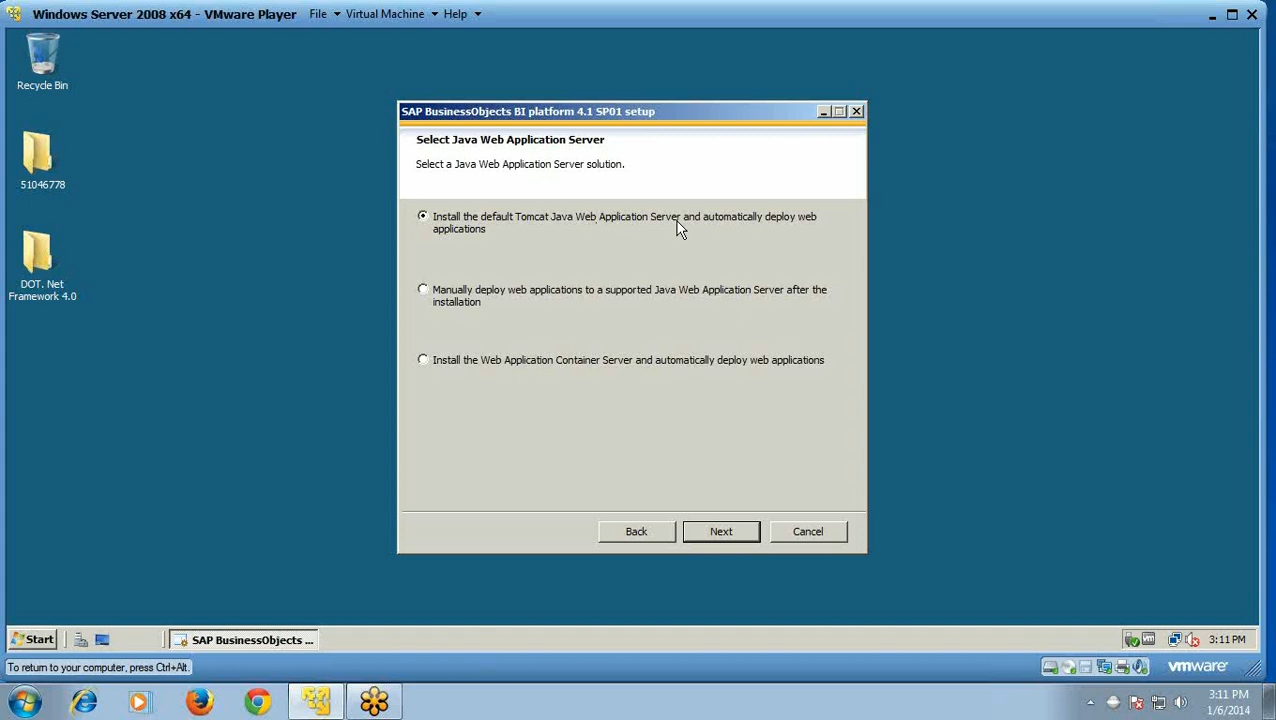 Windows Server 2008 x64 - VMware Player File Virtual Machine Help
Recycle Bin
51046778
DOT. Net
Framework 4.0
SAP BusinessObjects BI platform 4.1 SP01 setup
Select Java Web Application Server
Select a Java Web Application Server solution.
Install the default Tomcat Java Web Application Server and automatically deploy web
applications
Manually deploy web applications to a supported Java Web Application Server after the
installation
Install the Web Application Container Server and automatically deploy web applications
Back Next Cancel
Start SAP BusinessObjects ... 3:11 PM
To return to your computer, press Ctrl+Alt. vmware
3:11 PM
1/6/2014